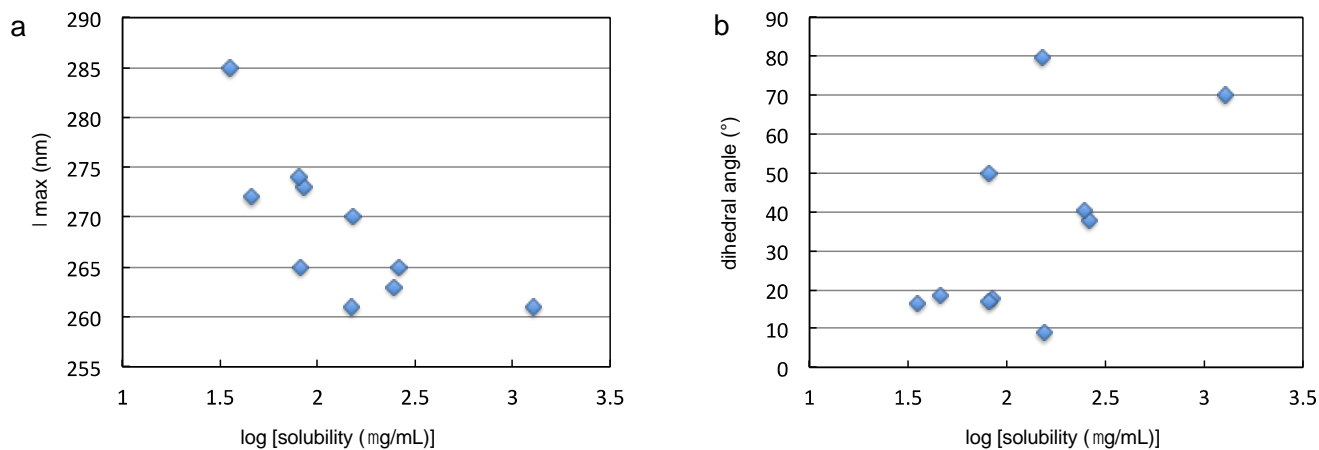 a
290
285
280
275
270
265
260
255
l max (nm)
1 1.5 2 2.5 3 3.5
log [solubility (mg/mL)]
b
90
80
70
60
50
40
30
20
10
0
dihedral angle (°)
1 1.5 2 2.5 3 3.5
log [solubility (mg/mL)]